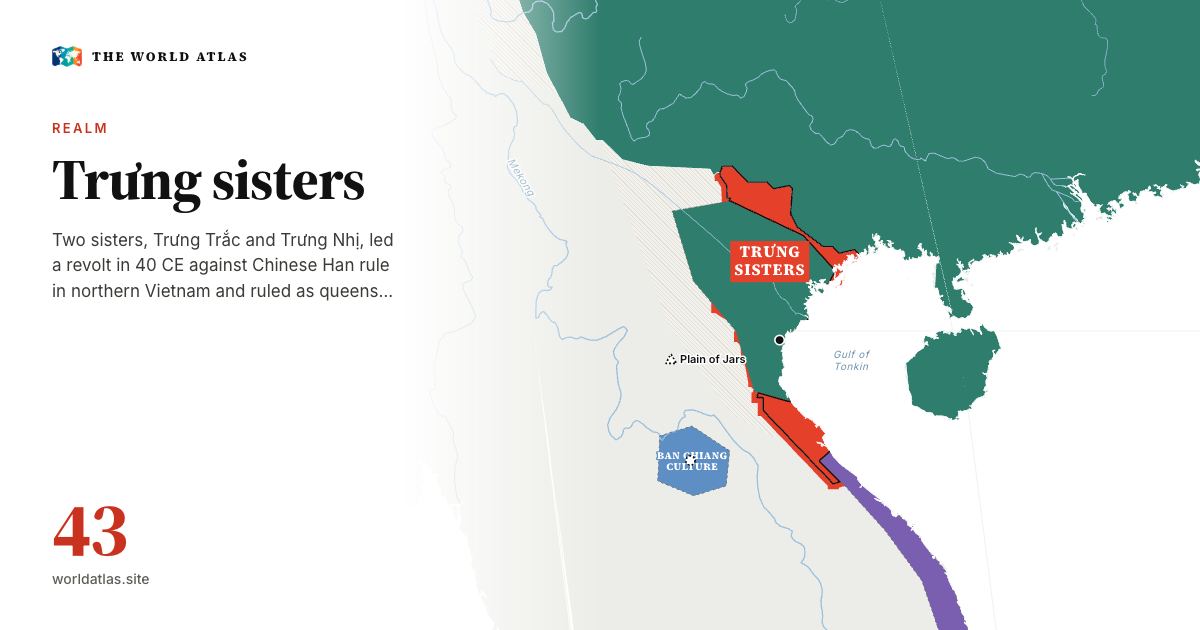 THE WORLD ATLAS
REALM
Trưng sisters
Two sisters, Trưng Trắc and Trưng Nhị, led
a revolt in 40 CE against Chinese Han rule
in northern Vietnam and ruled as queens...
43
worldatlas.site
Mekong
TRƯNG
SISTERS
Gulf of
Tonkin
Plain of Jars
BAN CHIANG
CULTURE